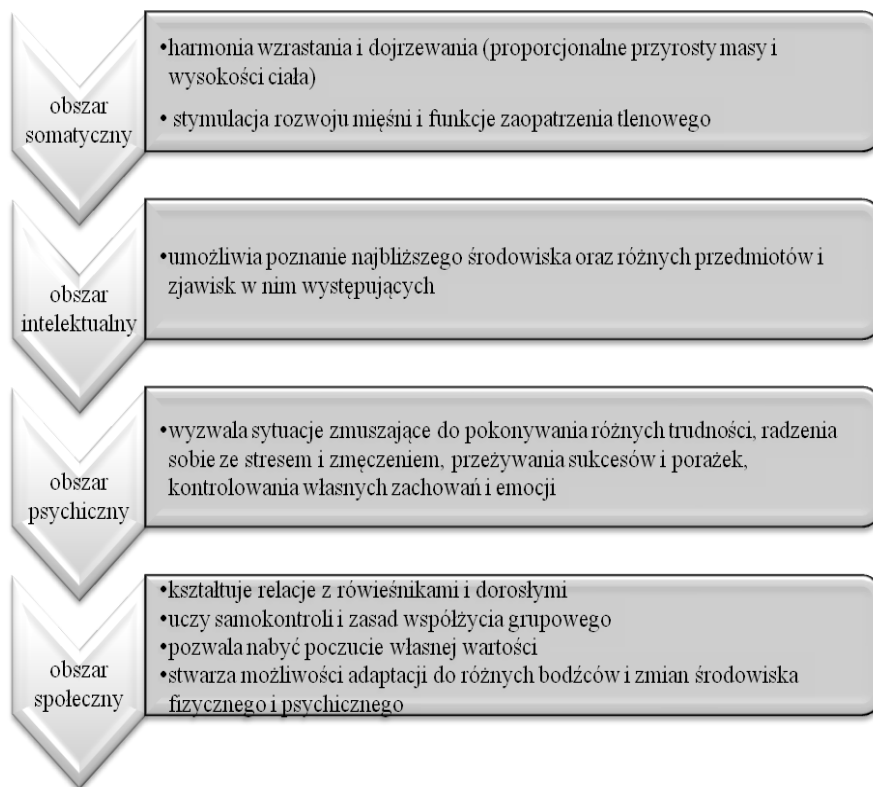 obszar
somatyczny
•harmonia wzrastania i dojrzewania (proporcjonalne przyrosty masy i
wysokości ciała)
• stymulacja rozwoju mięśni i funkcje zaopatrzenia tlenowego
obszar
intelektualny
•umożliwia poznanie najbliższego środowiska oraz różnych przedmiotów i
zjawisk w nim występujących
obszar
psychiczny
•wyzwala sytuacje zmuszające do pokonywania różnych trudności, radzenia
sobie ze stresem i zmęczeniem, przeżywania sukcesów i porażek,
kontrolowania własnych zachowań i emocji
obszar
społeczny
•kształtuje relacje z rówieśnikami i dorosłymi
•uczy samokontroli i zasad współżycia grupowego
•pozwala nabyć poczucie własnej wartości
•stwarza możliwości adaptacji do różnych bodźców i zmian środowiska
fizycznego i psychicznego